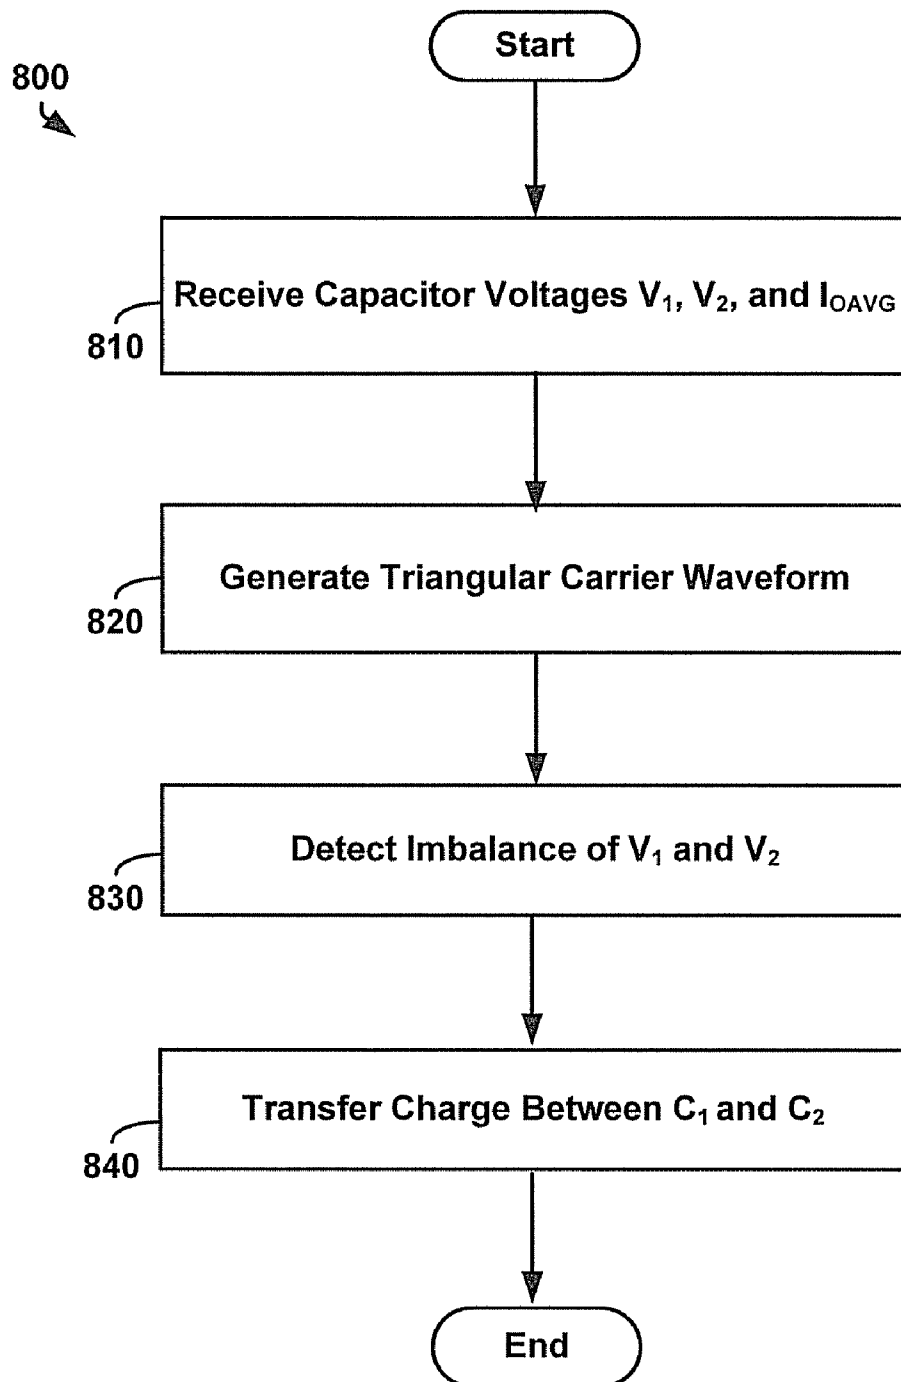 Start
800
Receive Capacitor Voltages V₁, V₂, and I_OAVG
810
Generate Triangular Carrier Waveform
820
Detect Imbalance of V₁ and V₂
830
Transfer Charge Between C₁ and C₂
840
End